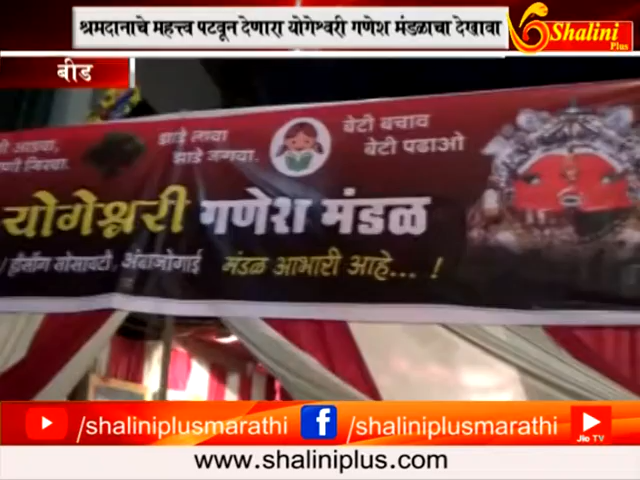 श्रमदानाचे महत्त्व पटवून देणारा योगेश्वरी गणेश मंडळाचा देखावा
Shalini Plus
बीड
झाडे लावा
झाडे जगवा.
बेटी बचाव
बेटी पढाओ
योगेश्वरी गणेश मंडळ
अंबाजोगाई मंडळ आभारी आहे... !
/shaliniplusmarathi /shaliniplusmarathi
Jio TV
www.shaliniplus.com